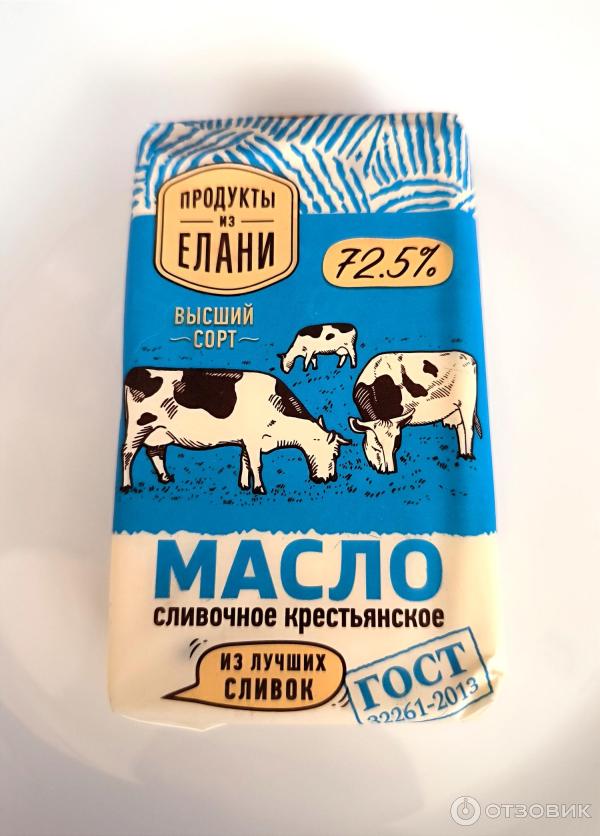 ПРОДУКТЫ
ИЗ
ЕЛАНИ
72.5%
ВЫСШИЙ
СОРТ
МАСЛО
сливочное крестьянское
ИЗ ЛУЧШИХ
СЛИВОК
ГОСТ
32261-2013
ОТЗОВИК